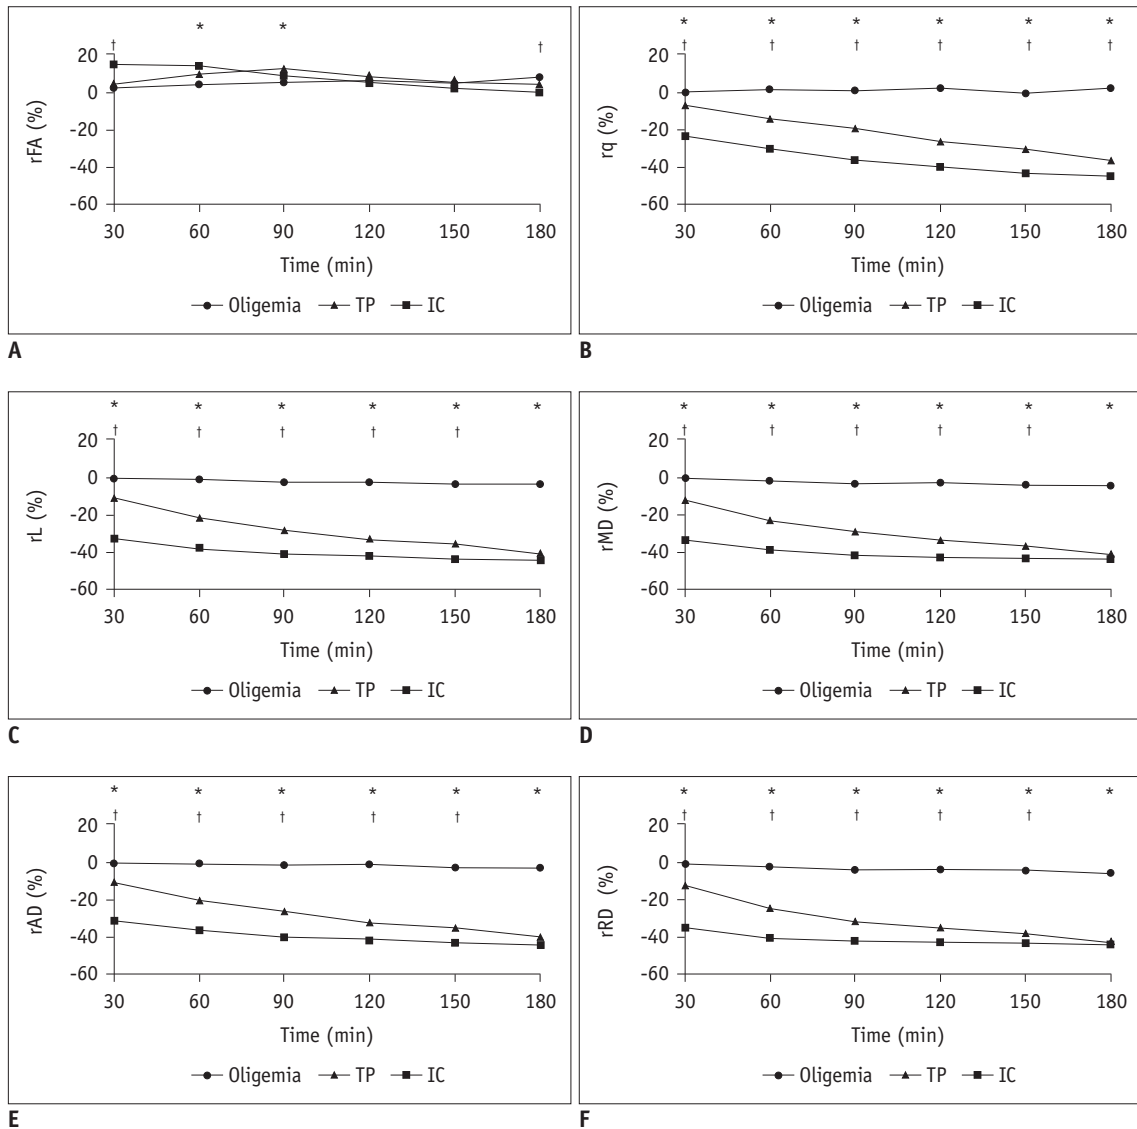 * *
† †
20
0
-20
-40
-60
rFA (%)
30 60 90 120 150 180
Time (min)
Oligemia TP IC
A
* * * * * *
† † † † † †
20
0
-20
-40
-60
rq (%)
30 60 90 120 150 180
Time (min)
Oligemia TP IC
B
* * * * * *
† † † † †
20
0
-20
-40
-60
rL (%)
30 60 90 120 150 180
Time (min)
Oligemia TP IC
C
* * * * * *
† † † † †
20
0
-20
-40
-60
rMD (%)
30 60 90 120 150 180
Time (min)
Oligemia TP IC
D
* * * * * *
† † † † †
20
0
-20
-40
-60
rAD (%)
30 60 90 120 150 180
Time (min)
Oligemia TP IC
E
* * * * * *
† † † † †
20
0
-20
-40
-60
rRD (%)
30 60 90 120 150 180
Time (min)
Oligemia TP IC
F